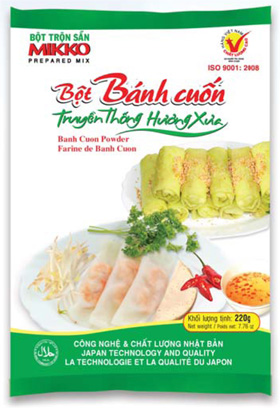 BỘT TRỘN SẴN
MIKKO
PREPARED MIX
ISO 9001: 2008
Bột Bánh cuốn
Truyền Thống Hương Xưa
Banh Cuon Powder
Farine de Banh Cuon
Khối lượng tịnh: 220g
Net weight / Poids net: 7.76 oz
CÔNG NGHỆ & CHẤT LƯỢNG NHẬT BẢN
JAPAN TECHNOLOGY AND QUALITY
LA TECHNOLOGIE ET LA QUALITÉ DU JAPON